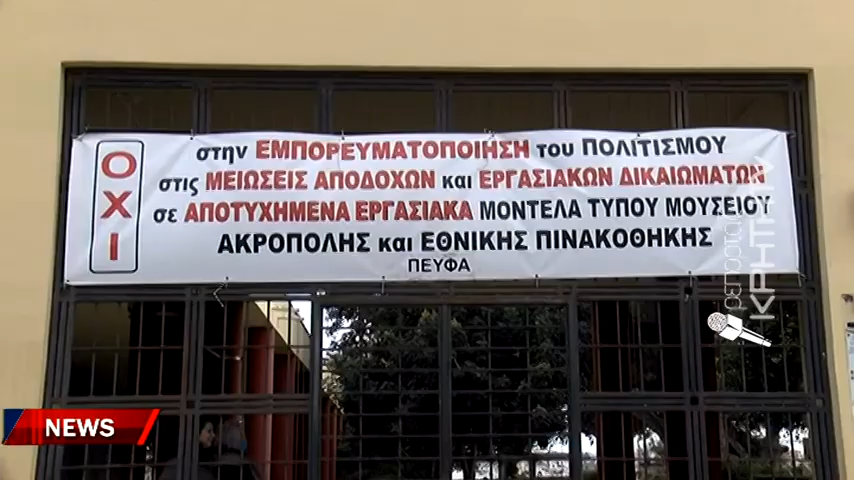 ΟΧΙ
στην ΕΜΠΟΡΕΥΜΑΤΟΠΟΙΗΣΗ του ΠΟΛΙΤΙΣΜΟΥ
στις ΜΕΙΩΣΕΙΣ ΑΠΟΔΟΧΩΝ και ΕΡΓΑΣΙΑΚΩΝ ΔΙΚΑΙΩΜΑΤΩΝ
σε ΑΠΟΤΥΧΗΜΕΝΑ ΕΡΓΑΣΙΑΚΑ ΜΟΝΤΕΛΑ ΤΥΠΟΥ ΜΟΥΣΕΙΟΥ
ΑΚΡΟΠΟΛΗΣ και ΕΘΝΙΚΗΣ ΠΙΝΑΚΟΘΗΚΗΣ
ΠΕΥΦΑ
ΚΡΗΤΗ TV
NEWS